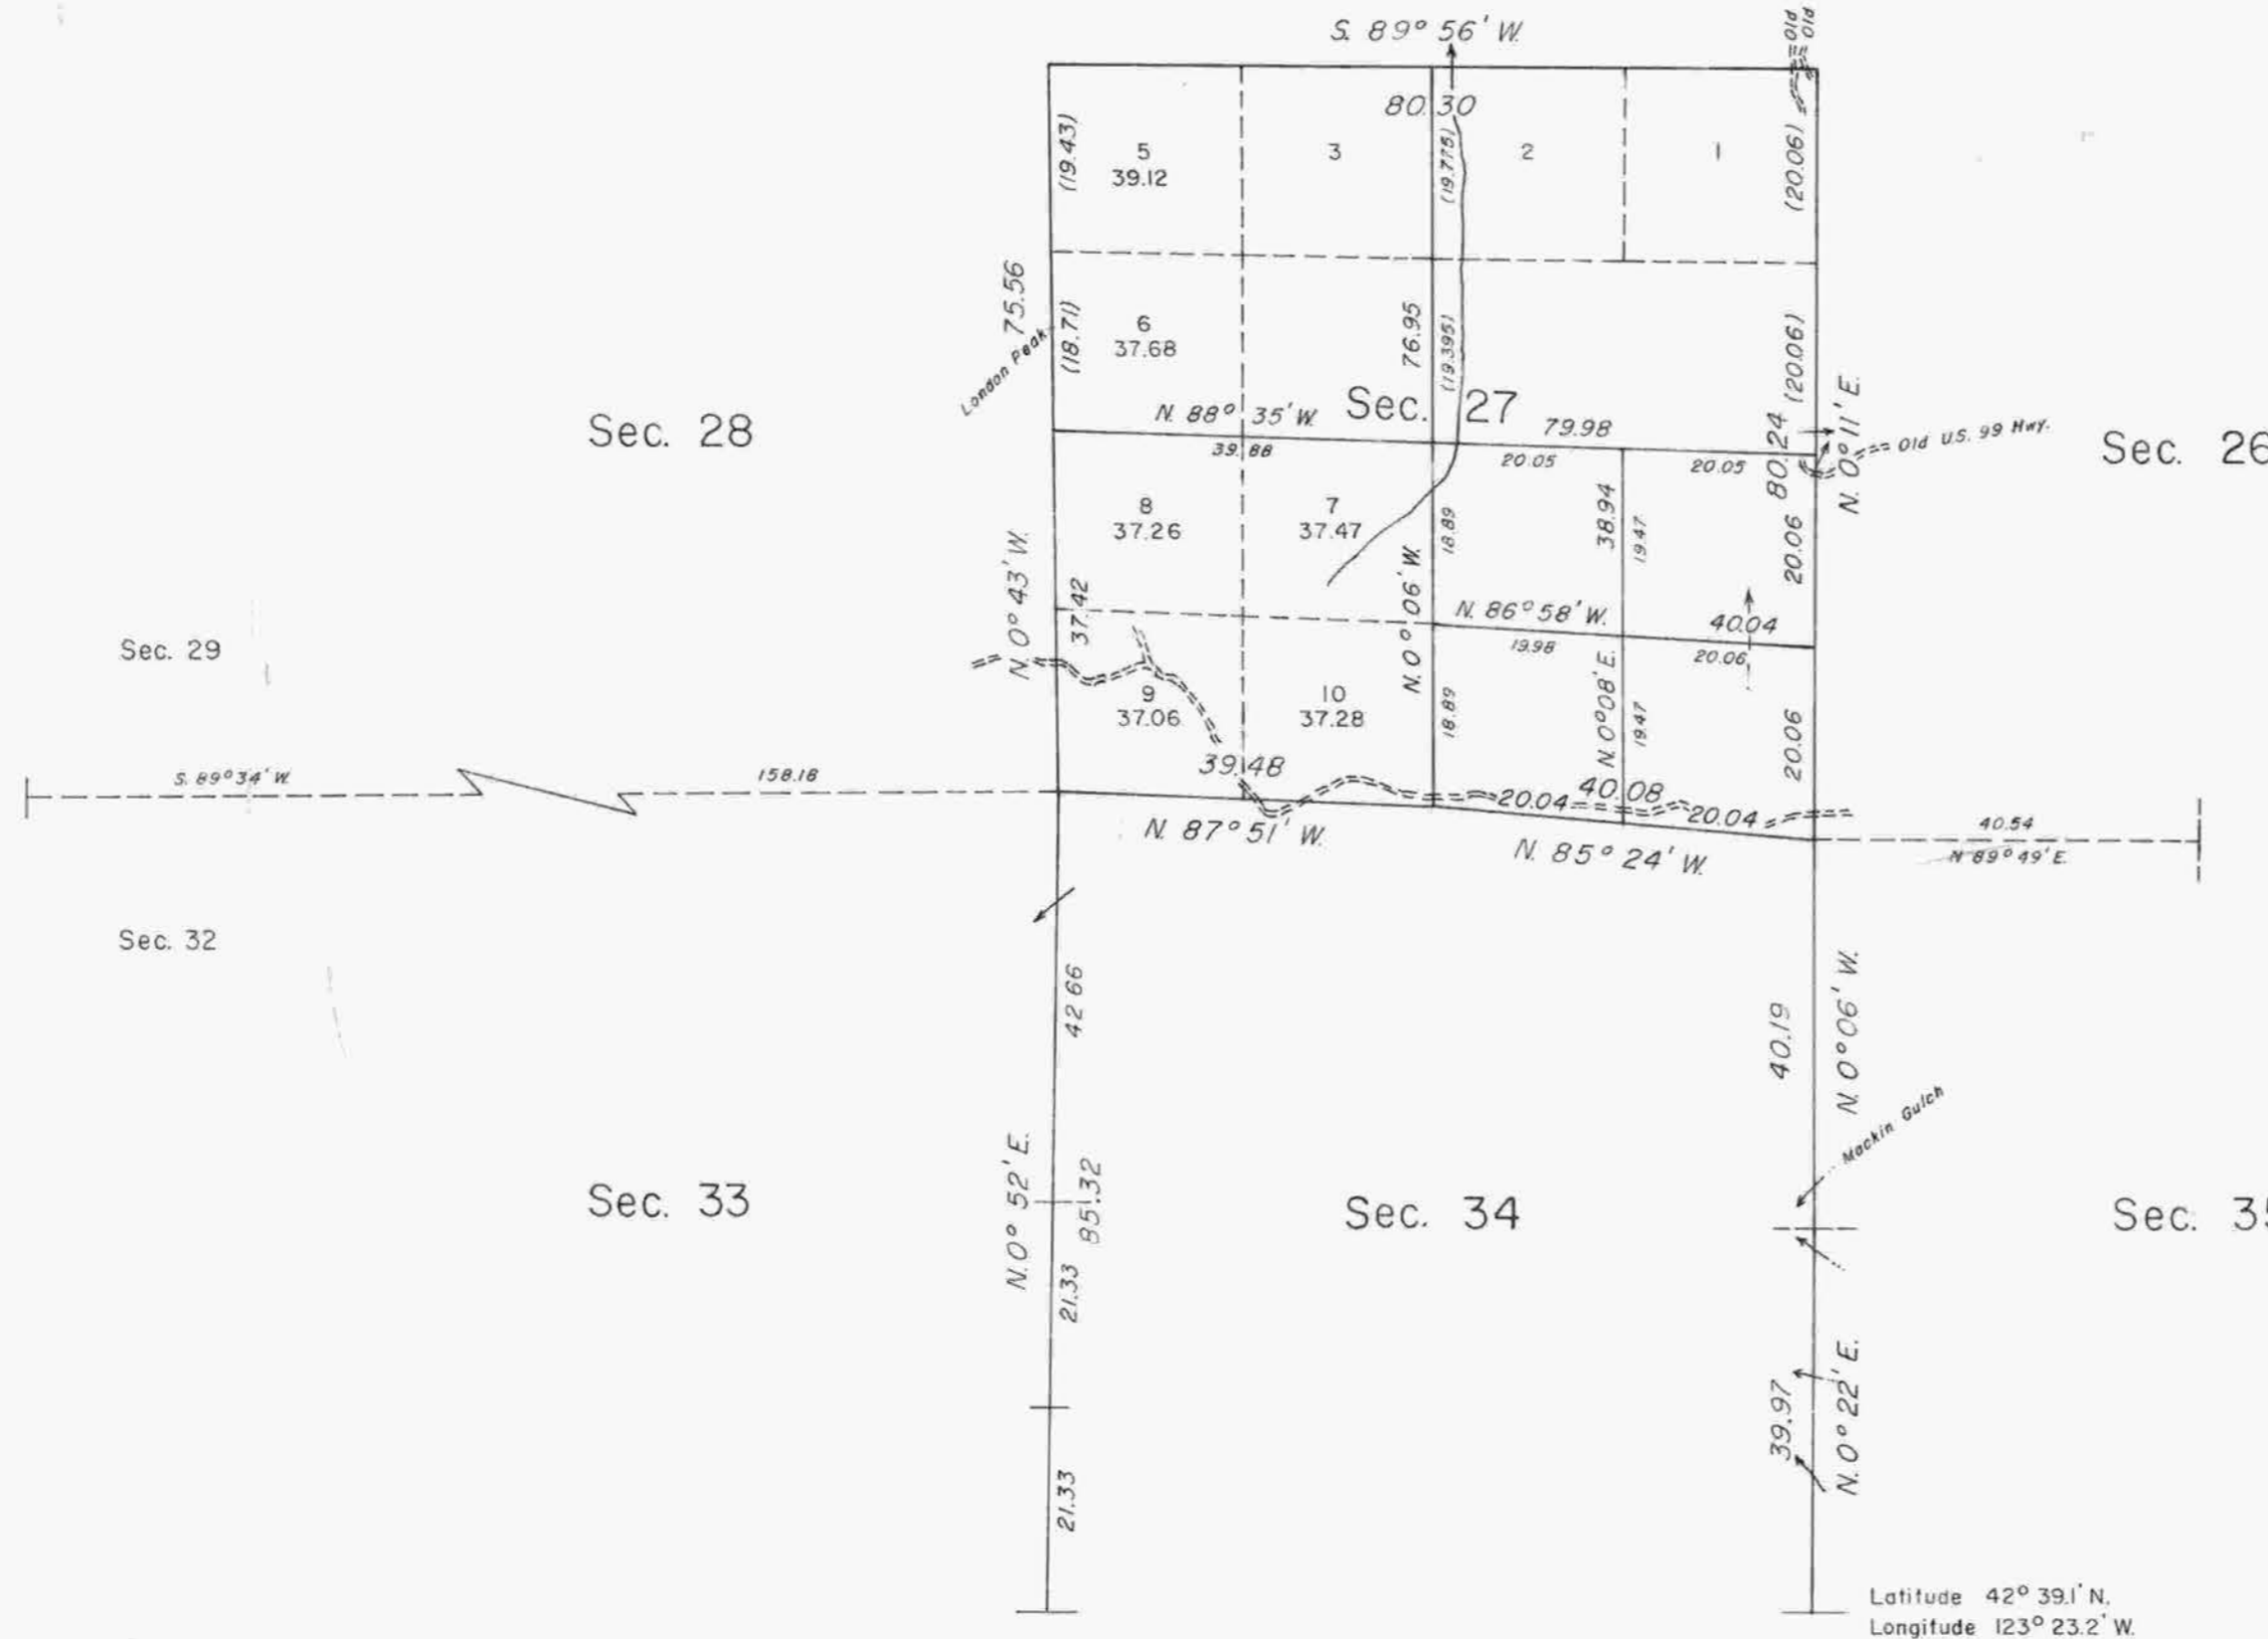 S. 89° 56' W.
Old
Old
80.30
(19.43)
5
39.12
3
(19.775)
2
1
(20.06)
75.56
London Peak
(18.71)
6
37.68
76.95
(19.395)
(20.06)
N. 88° 35' W.
Sec. 27
79.98
39.88
20.05
20.05
80.24
N. 0° 11' E.
Old U.S. 99 Hwy.
Sec. 28
Sec. 26
8
37.26
7
37.47
18.89
38.94
19.47
20.06
N. 0° 43' W.
37.42
N. 0° 06' W.
N. 86° 58' W.
40.04
19.98
20.06
Sec. 29
9
37.06
10
37.28
18.89
N. 0° 08' E.
19.47
20.06
39.48
S. 89° 34' W.
158.18
20.04
40.08
20.04
N. 87° 51' W.
N. 85° 24' W.
40.54
N 89° 49' E.
Sec. 32
42 66
40.19
N. 0° 06' W.
Mackin Gulch
N. 0° 52' E.
85.32
Sec. 33
Sec. 34
21.33
39.97
N. 0° 22' E.
21.33
Latitude 42° 39.1' N.
Longitude 123° 23.2' W.